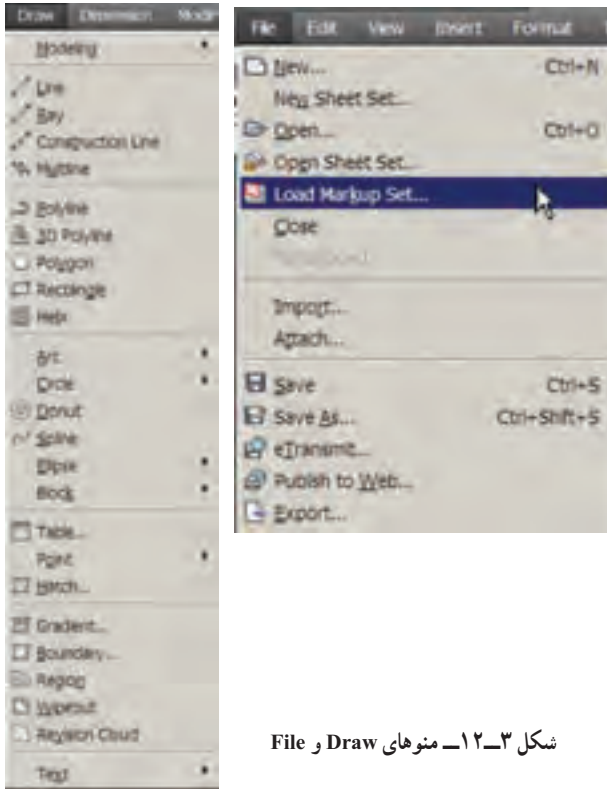 Draw Dimension
Modeling
Line
Ray
Construction Line
Multiline
Polyline
3D Polyline
Polygon
Rectangle
Helix
Arc
Circle
Donut
Spline
Ellipse
Block
Table...
Point
Hatch...
Gradient...
Boundary...
Region
Wipeout
Revision Cloud
Text
File Edit View Insert Format
New... Ctrl+N
New Sheet Set...
Open... Ctrl+O
Open Sheet Set...
Load Markup Set...
Close
Import...
Attach...
Save Ctrl+S
Save As... Ctrl+Shift+S
eTransmit...
Publish to Web...
Export...
شکل ۳ــ۱۲ــ منوهای Draw و File